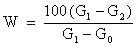 W = 100 (G₁ – G₂) / G₁ – G₀